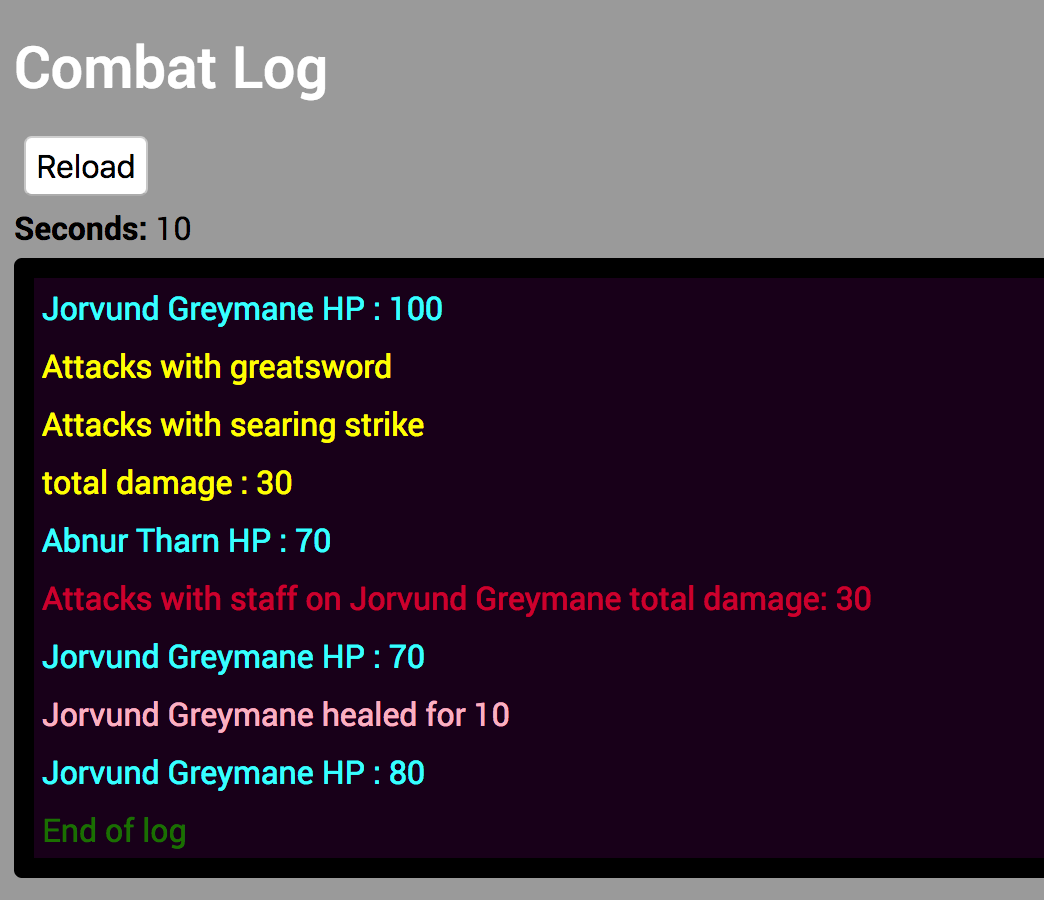 Combat Log
Reload
Seconds: 10
Jorvund Greymane HP : 100
Attacks with greatsword
Attacks with searing strike
total damage : 30
Abnur Tharn HP : 70
Attacks with staff on Jorvund Greymane total damage: 30
Jorvund Greymane HP : 70
Jorvund Greymane healed for 10
Jorvund Greymane HP : 80
End of log